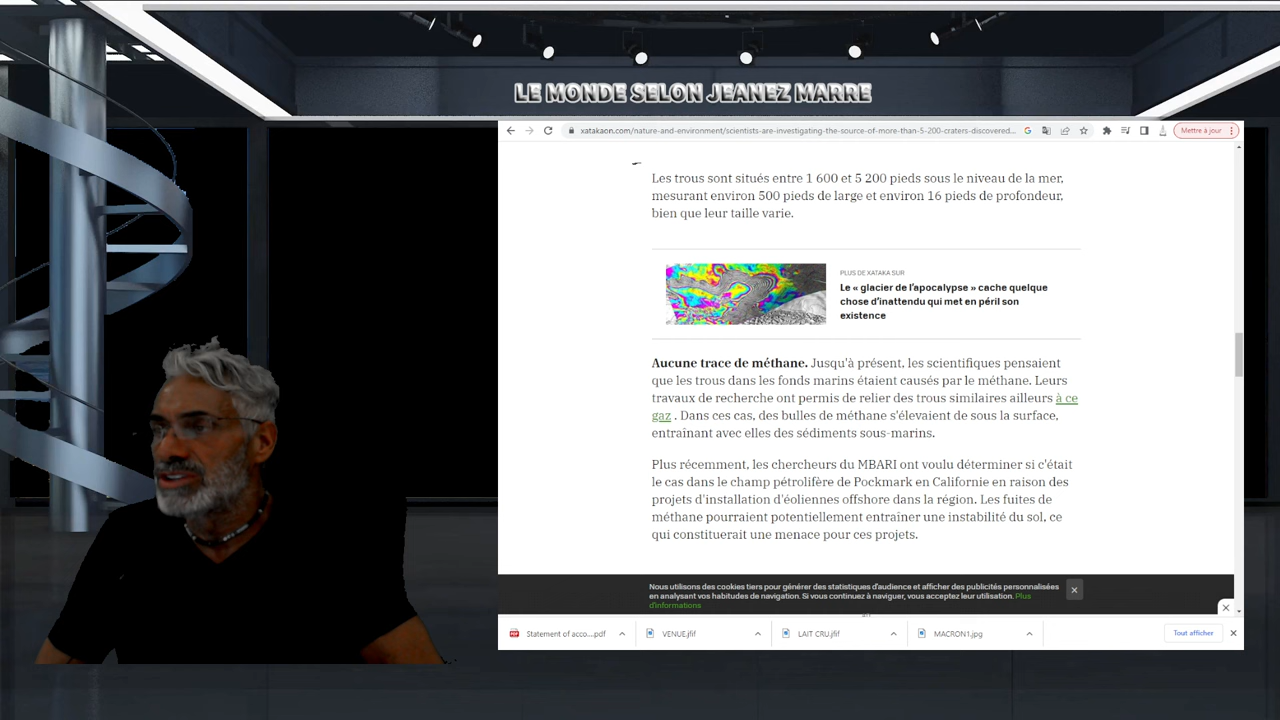 LE MONDE SELON JEANEZ MARRE
xatakaon.com/nature-and-environment/scientists-are-investigating-the-source-of-more-than-5-200-craters-discovered...
Mettre à jour
Les trous sont situés entre 1 600 et 5 200 pieds sous le niveau de la mer,
mesurant environ 500 pieds de large et environ 16 pieds de profondeur,
bien que leur taille varie.
PLUS DE XATAKA SUR
Le « glacier de l'apocalypse » cache quelque
chose d'inattendu qui met en péril son
existence
Aucune trace de méthane. Jusqu'à présent, les scientifiques pensaient
que les trous dans les fonds marins étaient causés par le méthane. Leurs
travaux de recherche ont permis de relier des trous similaires ailleurs à ce
gaz . Dans ces cas, des bulles de méthane s'élevaient de sous la surface,
entraînant avec elles des sédiments sous-marins.
Plus récemment, les chercheurs du MBARI ont voulu déterminer si c'était
le cas dans le champ pétrolifère de Pockmark en Californie en raison des
projets d'installation d'éoliennes offshore dans la région. Les fuites de
méthane pourraient potentiellement entraîner une instabilité du sol, ce
qui constituerait une menace pour ces projets.
Nous utilisons des cookies tiers pour générer des statistiques d'audience et afficher des publicités personnalisées
en analysant vos habitudes de navigation. Si vous continuez à naviguer, vous acceptez leur utilisation. Plus
d'informations
Statement of acco....pdf
VENUE.jfif
LAIT CRU.jfif
MACRON1.jpg
Tout afficher